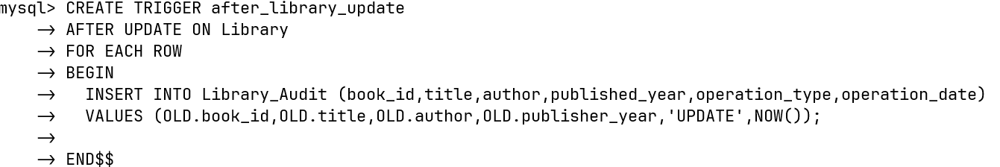 mysql> CREATE TRIGGER after_library_update
    -> AFTER UPDATE ON Library
    -> FOR EACH ROW
    -> BEGIN
    ->   INSERT INTO Library_Audit (book_id,title,author,published_year,operation_type,operation_date)
    ->   VALUES (OLD.book_id,OLD.title,OLD.author,OLD.publisher_year,'UPDATE',NOW());
    ->
    -> END$$